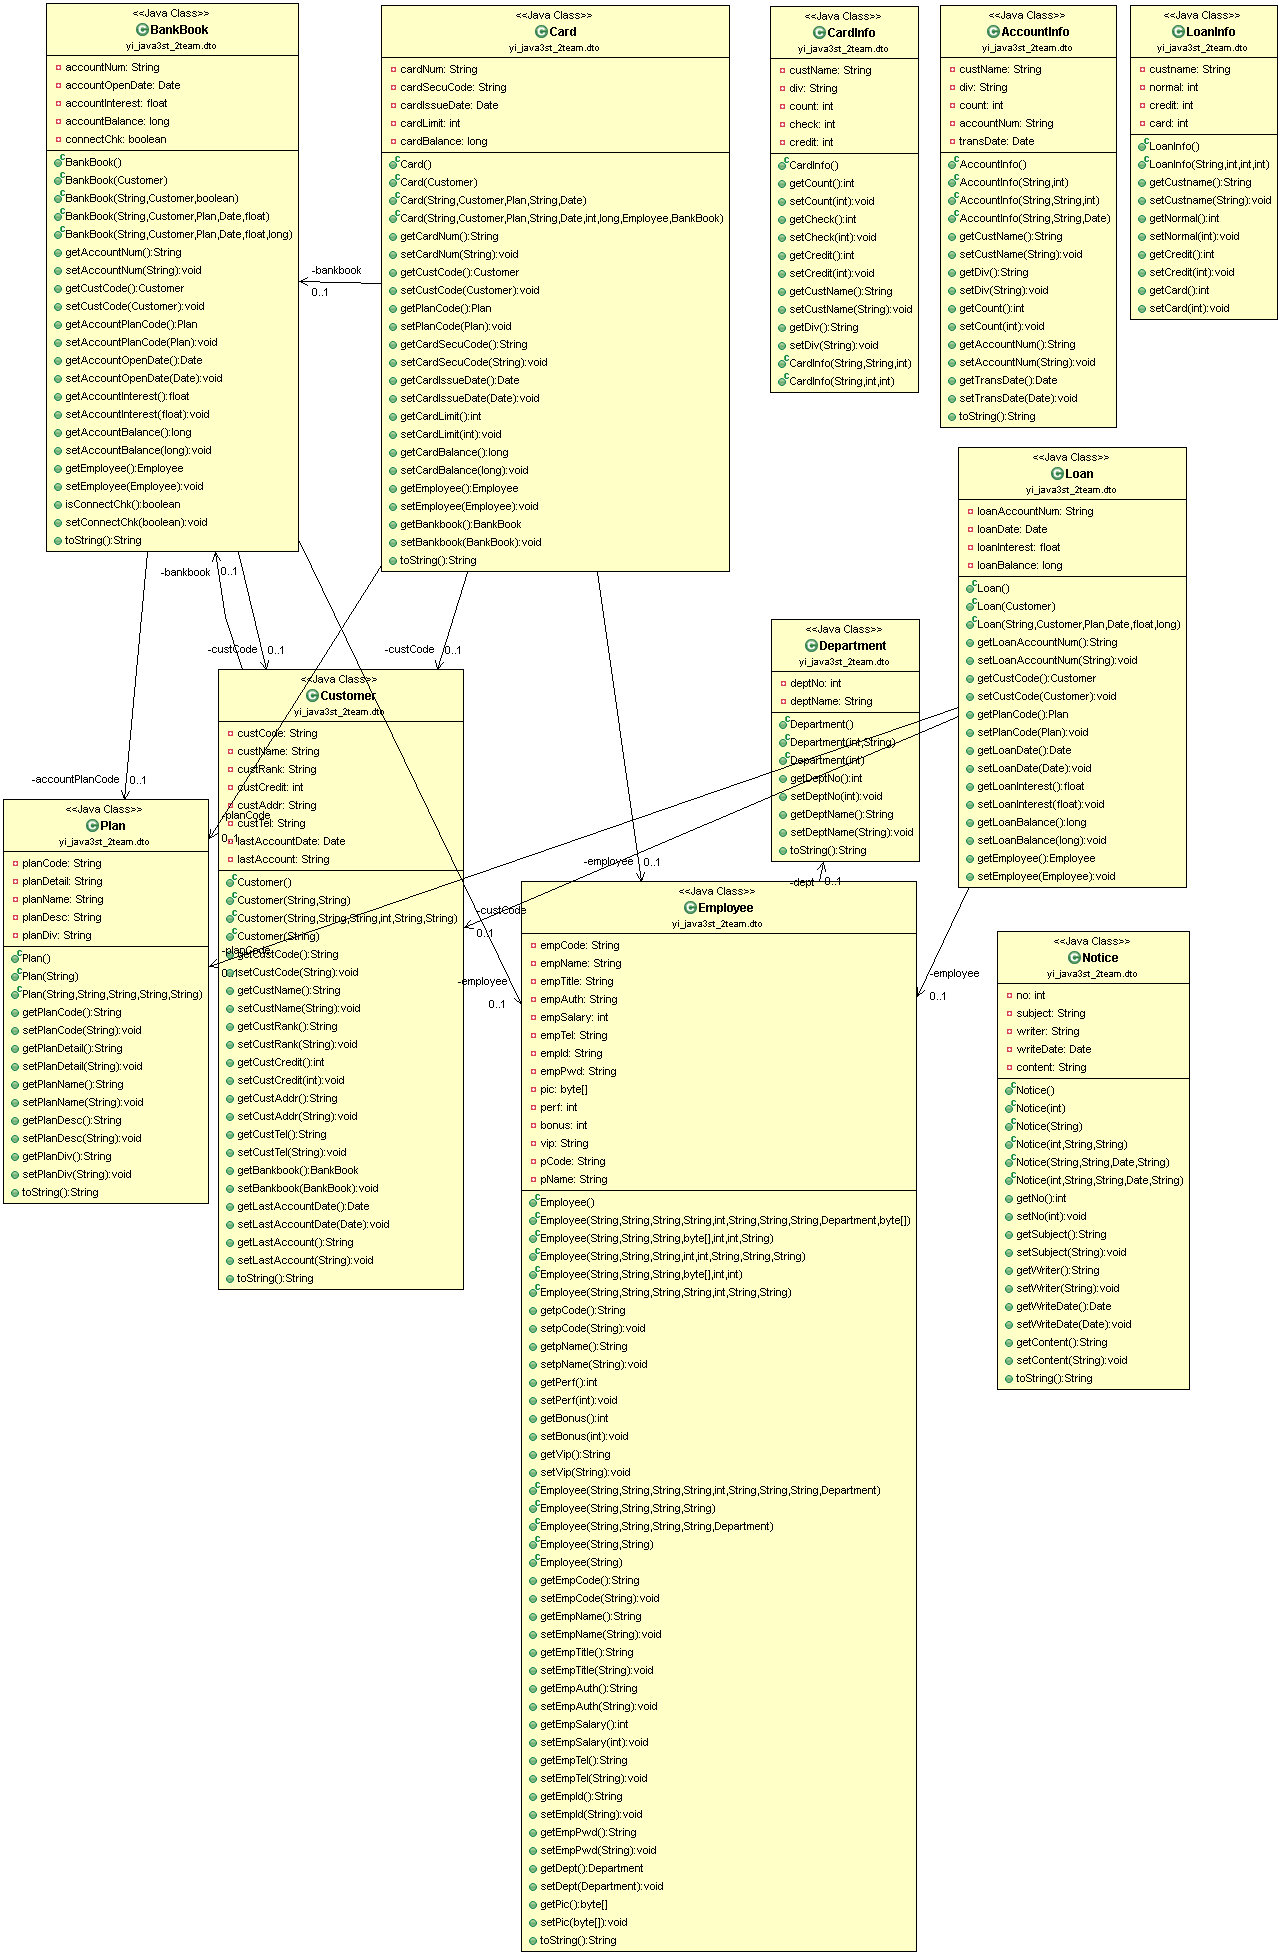 <<Java Class>>
BankBook
yi_java3st_2team.dto
accountNum: String
accountOpenDate: Date
accountInterest: float
accountBalance: long
connectChk: boolean
BankBook()
BankBook(Customer)
BankBook(String,Customer,boolean)
BankBook(String,Customer,Plan,Date,float)
BankBook(String,Customer,Plan,Date,float,long)
getAccountNum():String
setAccountNum(String):void
getCustCode():Customer
setCustCode(Customer):void
getAccountPlanCode():Plan
setAccountPlanCode(Plan):void
getAccountOpenDate():Date
setAccountOpenDate(Date):void
getAccountInterest():float
setAccountInterest(float):void
getAccountBalance():long
setAccountBalance(long):void
getEmployee():Employee
setEmployee(Employee):void
isConnectChk():boolean
setConnectChk(boolean):void
toString():String
<<Java Class>>
Card
yi_java3st_2team.dto
cardNum: String
cardSecuCode: String
cardIssueDate: Date
cardLimit: int
cardBalance: long
Card()
Card(Customer)
Card(String,Customer,Plan,String,Date)
Card(String,Customer,Plan,String,Date,int,long,Employee,BankBook)
getCardNum():String
setCardNum(String):void
getCustCode():Customer
setCustCode(Customer):void
getPlanCode():Plan
setPlanCode(Plan):void
getCardSecuCode():String
setCardSecuCode(String):void
getCardIssueDate():Date
setCardIssueDate(Date):void
getCardLimit():int
setCardLimit(int):void
getCardBalance():long
setCardBalance(long):void
getEmployee():Employee
setEmployee(Employee):void
getBankbook():BankBook
setBankbook(BankBook):void
toString():String
<<Java Class>>
CardInfo
yi_java3st_2team.dto
custName: String
div: String
count: int
check: int
credit: int
CardInfo()
getCount():int
setCount(int):void
getCheck():int
setCheck(int):void
getCredit():int
setCredit(int):void
getCustName():String
setCustName(String):void
getDiv():String
setDiv(String):void
CardInfo(String,String,int)
CardInfo(String,int,int)
<<Java Class>>
AccountInfo
yi_java3st_2team.dto
custName: String
div: String
count: int
accountNum: String
transDate: Date
AccountInfo()
AccountInfo(String,int)
AccountInfo(String,String,int)
AccountInfo(String,String,Date)
getCustName():String
setCustName(String):void
getDiv():String
setDiv(String):void
getCount():int
setCount(int):void
getAccountNum():String
setAccountNum(String):void
getTransDate():Date
setTransDate(Date):void
toString():String
<<Java Class>>
LoanInfo
yi_java3st_2team.dto
custname: String
normal: int
credit: int
card: int
LoanInfo()
LoanInfo(String,int,int,int)
getCustname():String
setCustname(String):void
getNormal():int
setNormal(int):void
getCredit():int
setCredit(int):void
getCard():int
setCard(int):void
-bankbook
0..1
<<Java Class>>
Loan
yi_java3st_2team.dto
loanAccountNum: String
loanDate: Date
loanInterest: float
loanBalance: long
Loan()
Loan(Customer)
Loan(String,Customer,Plan,Date,float,long)
getLoanAccountNum():String
setLoanAccountNum(String):void
getCustCode():Customer
setCustCode(Customer):void
getPlanCode():Plan
setPlanCode(Plan):void
getLoanDate():Date
setLoanDate(Date):void
getLoanInterest():float
setLoanInterest(float):void
getLoanBalance():long
setLoanBalance(long):void
getEmployee():Employee
setEmployee(Employee):void
-bankbook
0..1
-custCode
0..1
-custCode
0..1
<<Java Class>>
Department
yi_java3st_2team.dto
deptNo: int
deptName: String
Department()
Department(int,String)
Department(int)
getDeptNo():int
setDeptNo(int):void
getDeptName():String
setDeptName(String):void
toString():String
<<Java Class>>
Customer
yi_java3st_2team.dto
custCode: String
custName: String
custRank: String
custCredit: int
custAddr: String
custTel: String
lastAccountDate: Date
lastAccount: String
Customer()
Customer(String,String)
Customer(String,String,String,int,String,String)
Customer(String)
getCustCode():String
setCustCode(String):void
getCustName():String
setCustName(String):void
getCustRank():String
setCustRank(String):void
getCustCredit():int
setCustCredit(int):void
getCustAddr():String
setCustAddr(String):void
getCustTel():String
setCustTel(String):void
getBankbook():BankBook
setBankbook(BankBook):void
getLastAccountDate():Date
setLastAccountDate(Date):void
getLastAccount():String
setLastAccount(String):void
toString():String
-accountPlanCode
0..1
-planCode
0..1
-planCode
0..1
<<Java Class>>
Plan
yi_java3st_2team.dto
planCode: String
planDetail: String
planName: String
planDesc: String
planDiv: String
Plan()
Plan(String)
Plan(String,String,String,String,String)
getPlanCode():String
setPlanCode(String):void
getPlanDetail():String
setPlanDetail(String):void
getPlanName():String
setPlanName(String):void
getPlanDesc():String
setPlanDesc(String):void
getPlanDiv():String
setPlanDiv(String):void
toString():String
-employee
0..1
-dept
0..1
-custCode
0..1
-employee
0..1
-employee
0..1
<<Java Class>>
Employee
yi_java3st_2team.dto
empCode: String
empName: String
empTitle: String
empAuth: String
empSalary: int
empTel: String
empId: String
empPwd: String
pic: byte[]
perf: int
bonus: int
vip: String
pCode: String
pName: String
Employee()
Employee(String,String,String,String,int,String,String,String,Department,byte[])
Employee(String,String,String,byte[],int,int,String)
Employee(String,String,String,int,int,String,String,String)
Employee(String,String,String,byte[],int,int)
Employee(String,String,String,String,int,String,String)
getpCode():String
setpCode(String):void
getpName():String
setpName(String):void
getPerf():int
setPerf(int):void
getBonus():int
setBonus(int):void
getVip():String
setVip(String):void
Employee(String,String,String,String,int,String,String,String,Department)
Employee(String,String,String,String)
Employee(String,String,String,String,Department)
Employee(String,String)
Employee(String)
getEmpCode():String
setEmpCode(String):void
getEmpName():String
setEmpName(String):void
getEmpTitle():String
setEmpTitle(String):void
getEmpAuth():String
setEmpAuth(String):void
getEmpSalary():int
setEmpSalary(int):void
getEmpTel():String
setEmpTel(String):void
getEmpId():String
setEmpId(String):void
getEmpPwd():String
setEmpPwd(String):void
getDept():Department
setDept(Department):void
getPic():byte[]
setPic(byte[]):void
toString():String
<<Java Class>>
Notice
yi_java3st_2team.dto
no: int
subject: String
writer: String
writeDate: Date
content: String
Notice()
Notice(int)
Notice(String)
Notice(int,String,String)
Notice(String,String,Date,String)
Notice(int,String,String,Date,String)
getNo():int
setNo(int):void
getSubject():String
setSubject(String):void
getWriter():String
setWriter(String):void
getWriteDate():Date
setWriteDate(Date):void
getContent():String
setContent(String):void
toString():String